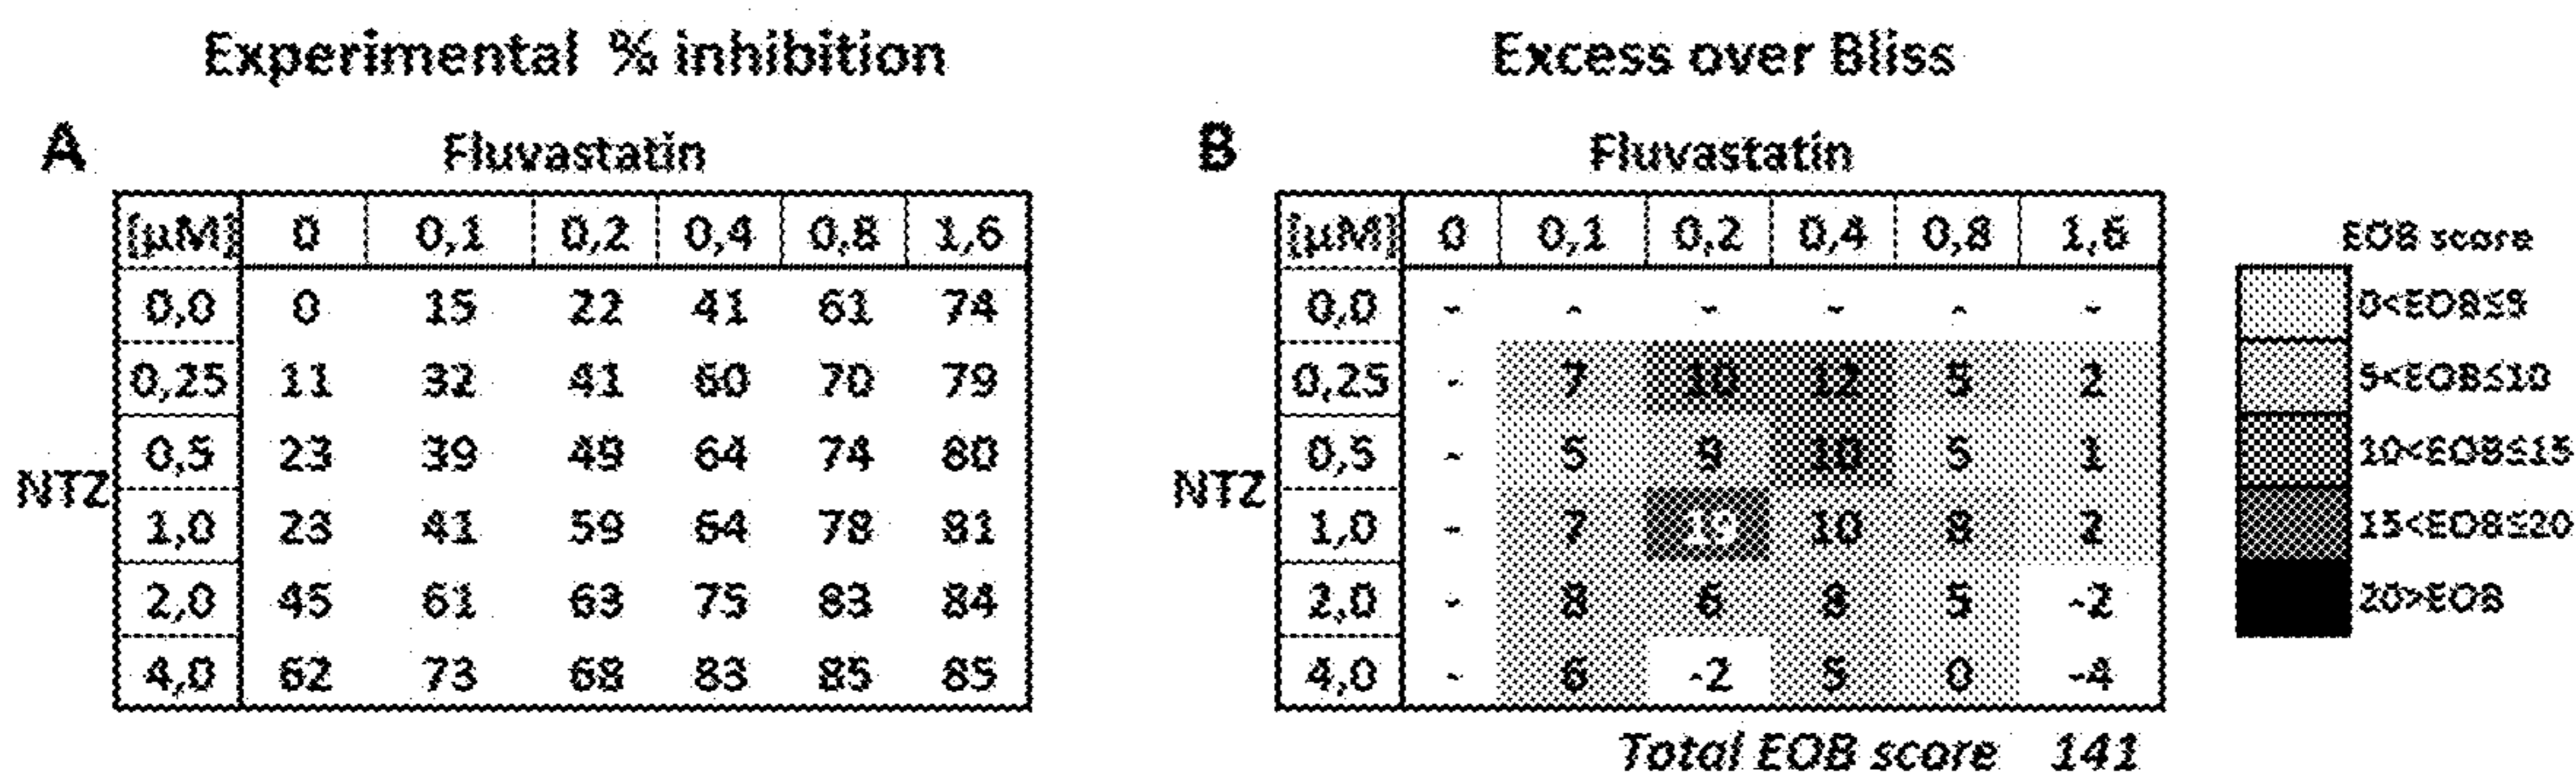 Experimental % inhibition
A
Fluvastatin
[µM] 0 0,1 0,2 0,4 0,8 1,6
0,0 0 15 22 41 61 74
0,25 11 32 41 60 70 79
0,5 23 39 49 64 74 80
NTZ
1,0 23 41 59 64 78 81
2,0 45 61 63 75 83 84
4,0 62 73 68 83 85 85
Excess over Bliss
B
Fluvastatin
[µM] 0 0,1 0,2 0,4 0,8 1,6
0,0 - - - - - -
0,25 - 7 10 12 5 2
0,5 - 5 9 10 5 1
NTZ
1,0 - 7 19 10 8 2
2,0 - 8 6 8 5 -2
4,0 - 6 -2 5 0 -4
Total EOB score 141
EOB score
0<EOB≤5
5<EOB≤10
10<EOB≤15
15<EOB≤20
20>EOB